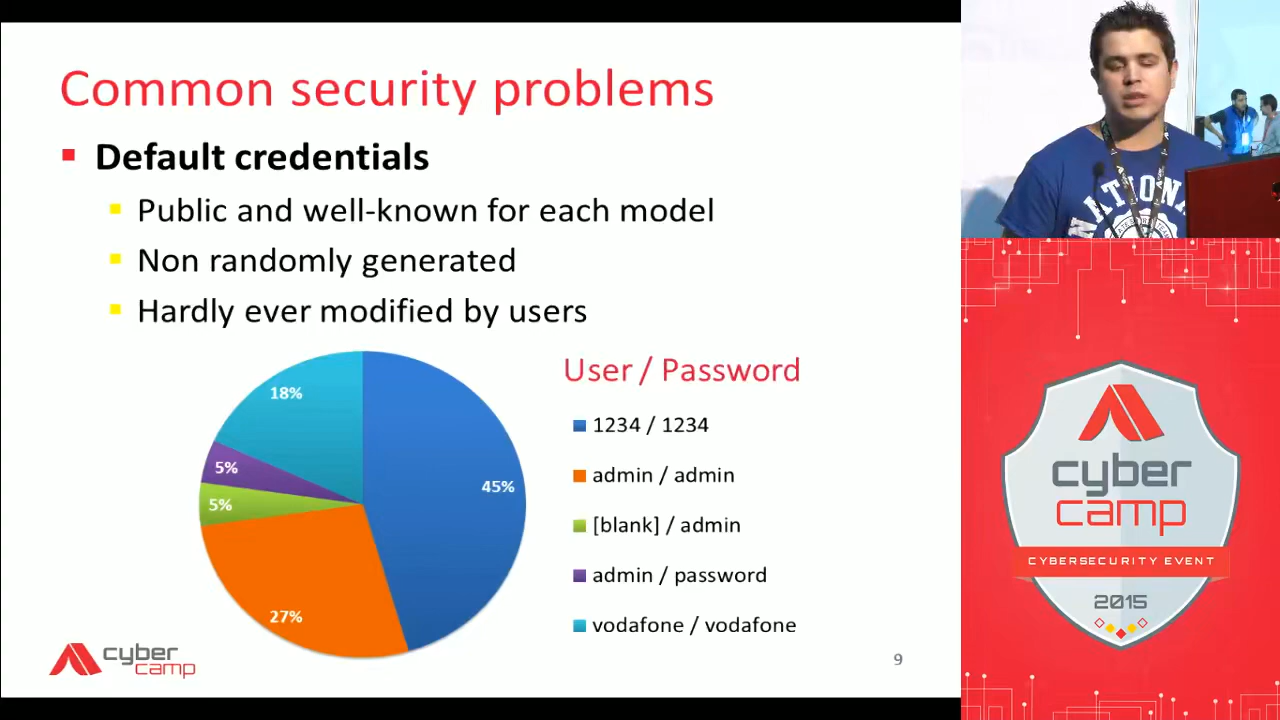 Common security problems
Default credentials
Public and well-known for each model
Non randomly generated
Hardly ever modified by users
18%
5%
5%
45%
27%
User / Password
1234 / 1234
admin / admin
[blank] / admin
admin / password
vodafone / vodafone
cyber
camp
9
NATIONA
cyber
camp
CYBERSECURITY EVENT
2015